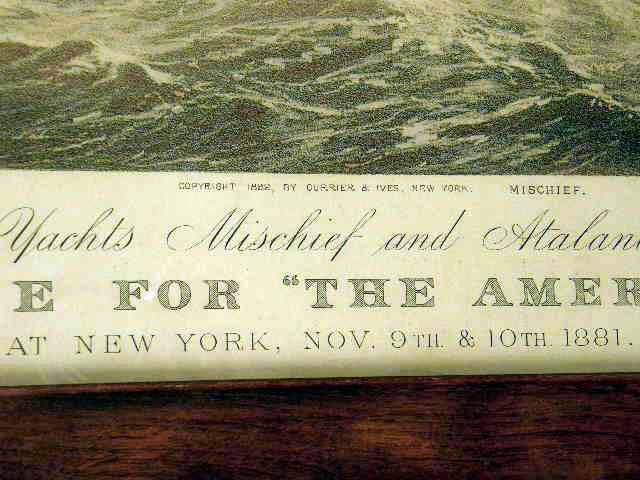 COPYRIGHT 1882, BY CURRIER & IVES, NEW YORK. MISCHIEF.
Yachts Mischief and Atalan
E FOR "THE AMER
AT NEW YORK, NOV. 9TH. & 10TH. 1881.